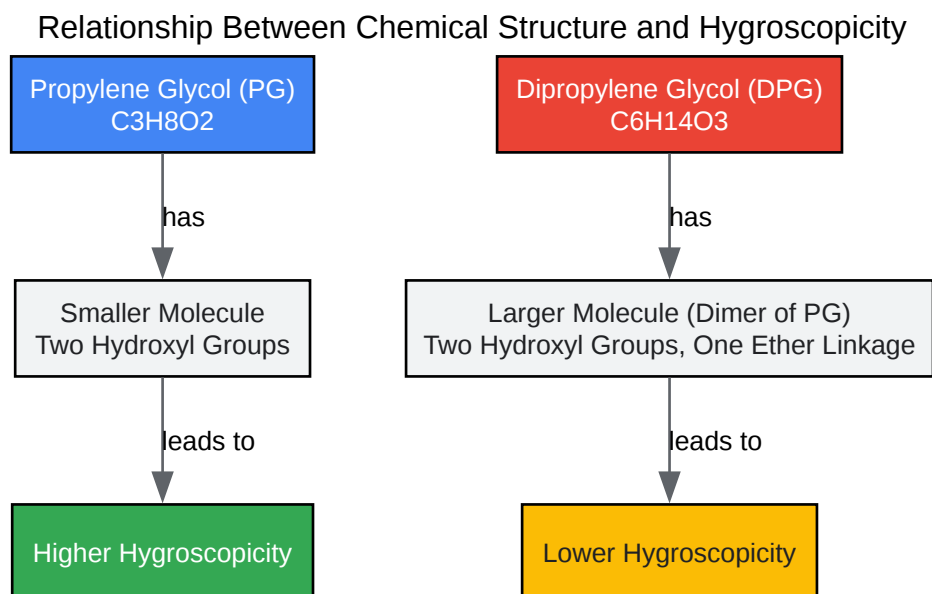 Relationship Between Chemical Structure and Hygroscopicity
Propylene Glycol (PG)
C3H8O2
has
Smaller Molecule
Two Hydroxyl Groups
leads to
Higher Hygroscopicity
Dipropylene Glycol (DPG)
C6H14O3
has
Larger Molecule (Dimer of PG)
Two Hydroxyl Groups, One Ether Linkage
leads to
Lower Hygroscopicity